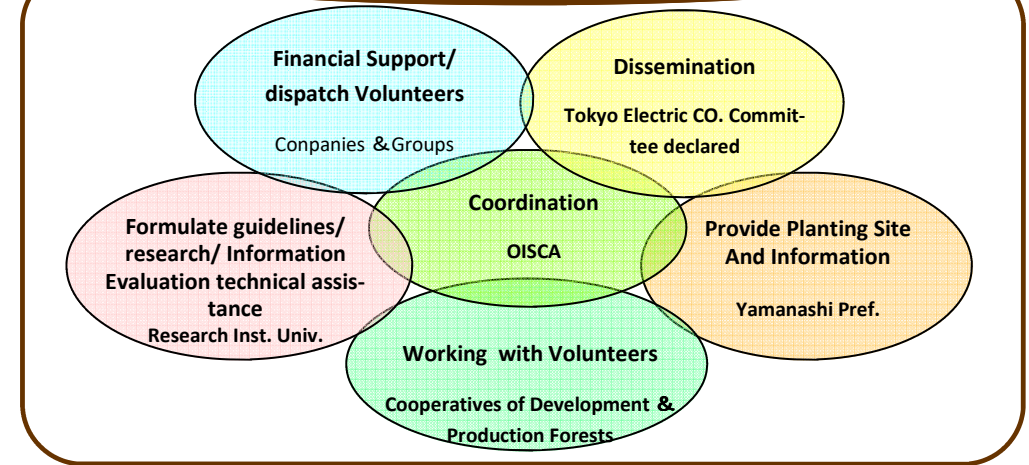 Financial Support/
dispatch Volunteers
Conpanies & Groups
Dissemination
Tokyo Electric CO. Commit-
tee declared
Coordination
OISCA
Formulate guidelines/
research/ Information
Evaluation technical assis-
tance
Research Inst. Univ.
Provide Planting Site
And Information
Yamanashi Pref.
Working with Volunteers
Cooperatives of Development &
Production Forests